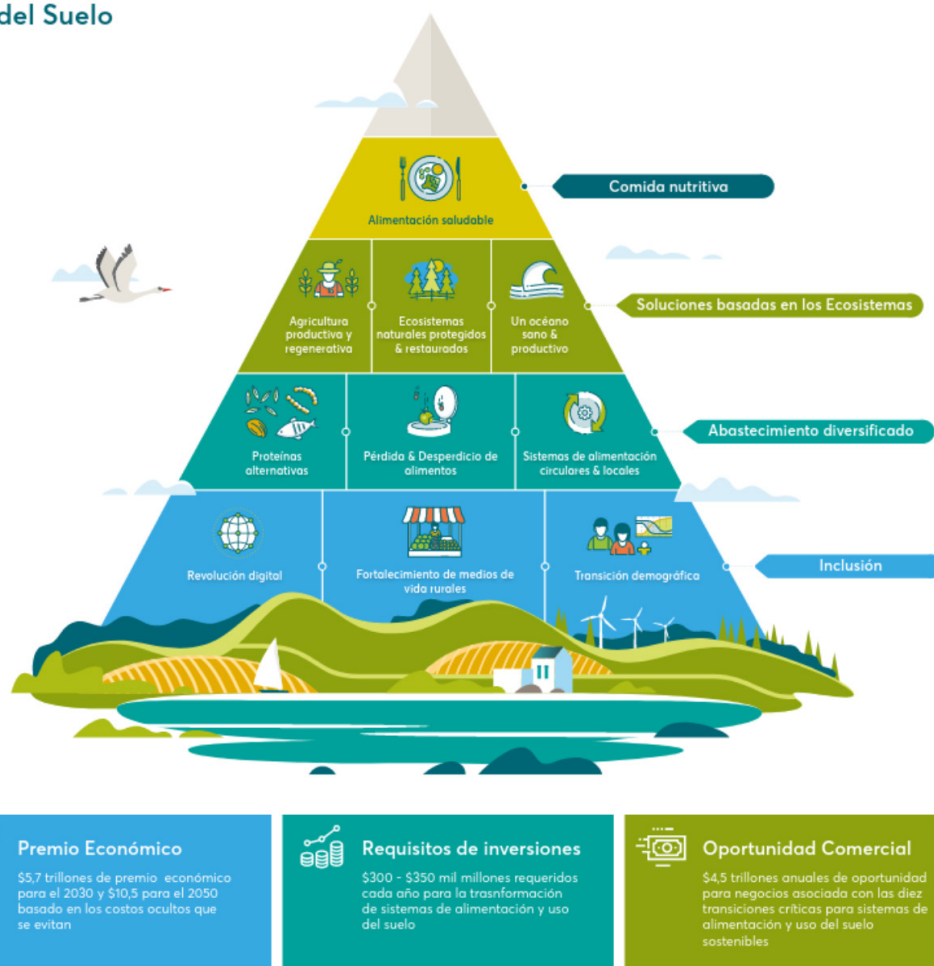 del Suelo
Alimentación saludable
Comida nutritiva
Agricultura
productiva y
regenerativa
Ecosistemas
naturales protegidos
& restaurados
Un océano
sano &
productivo
Soluciones basadas en los Ecosistemas
Proteínas
alternativas
Pérdida & Desperdicio de
alimentos
Sistemas de alimentación
circulares & locales
Abastecimiento diversificado
Revolución digital
Fortalecimiento de medios de
vida rurales
Transición demográfica
Inclusión
Premio Económico
$5,7 trillones de premio económico
para el 2030 y $10,5 para el 2050
basado en los costos ocultos que
se evitan
Requisitos de inversiones
$300 - $350 mil millones requeridos
cada año para la trasnformación
de sistemas de alimentación y uso
del suelo
Oportunidad Comercial
$4,5 trillones anuales de oportunidad
para negocios asociada con las diez
transiciones críticas para sistemas de
alimentación y uso del suelo
sostenibles